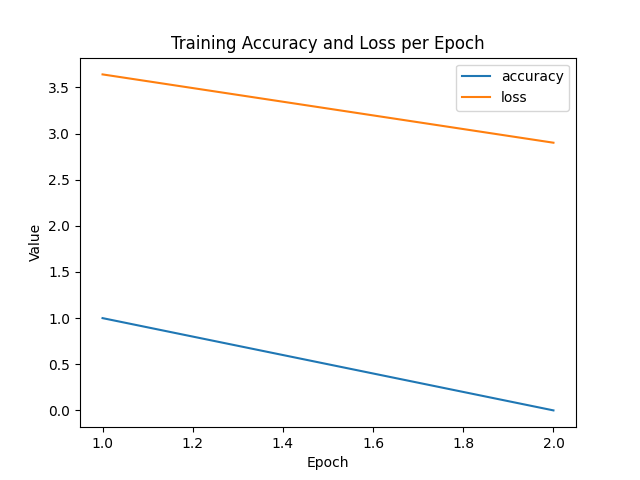 Training Accuracy and Loss per Epoch
accuracy
loss
3.5
3.0
2.5
2.0
1.5
1.0
0.5
0.0
Value
1.0 1.2 1.4 1.6 1.8 2.0
Epoch